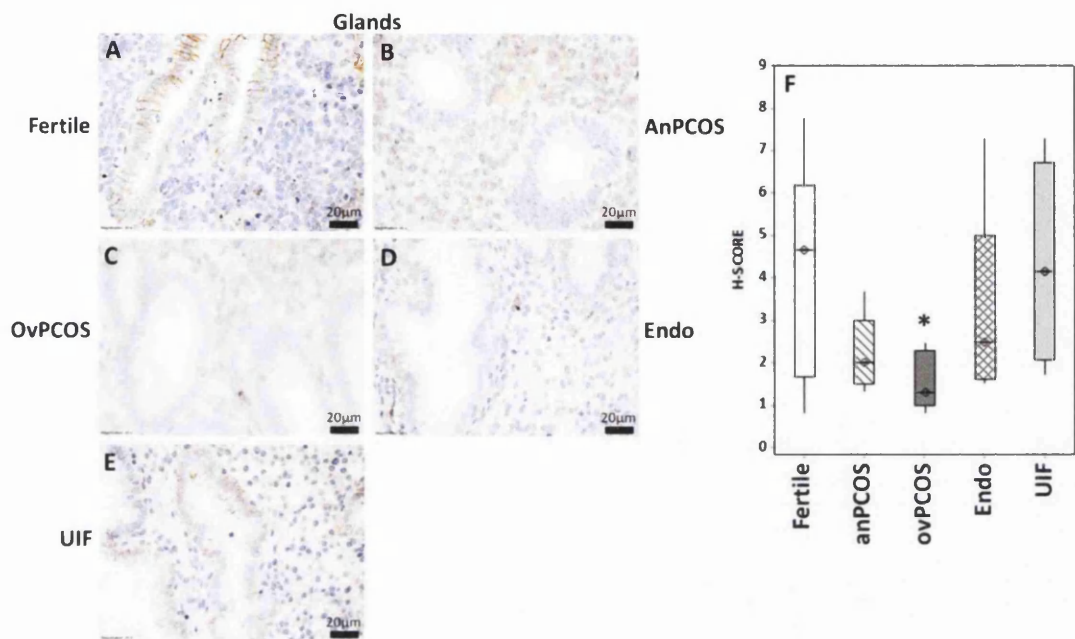 Glands
A
B
Fertile
AnPCOS
20µm
20µm
C
D
OvPCOS
Endo
20µm
20µm
E
UIF
20µm
F
9
8
7
6
5
4
3
2
1
0
H-SCORE
*
Fertile
anPCOS
ovPCOS
Endo
UIF